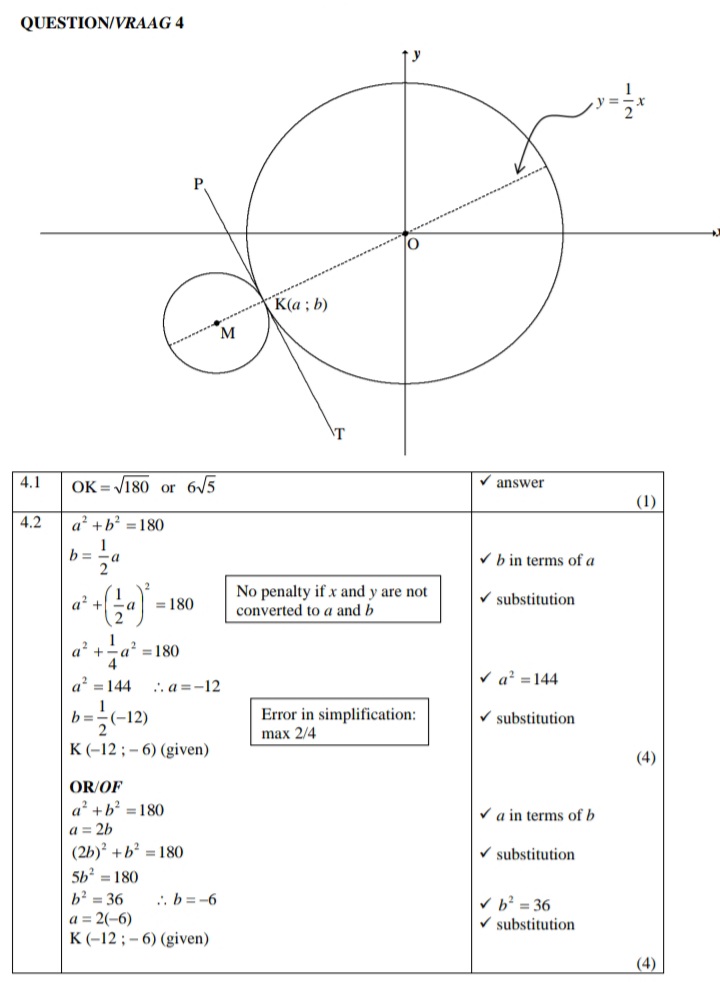 QUESTION/VRAAG 4
y
y = 1/2 x
P
x
O
K(a ; b)
M
T
4.1 OK = √180 or 6√5 ✓ answer
(1)
4.2 a² + b² = 180
b = 1/2 a ✓ b in terms of a
a² + (1/2 a)² = 180 ✓ substitution
No penalty if x and y are not
converted to a and b
a² + 1/4 a² = 180
a² = 144 ∴ a = −12 ✓ a² = 144
b = 1/2 (−12) ✓ substitution
Error in simplification:
max 2/4
K (−12 ; − 6) (given)
(4)
OR/OF
a² + b² = 180
a = 2b ✓ a in terms of b
(2b)² + b² = 180 ✓ substitution
5b² = 180
b² = 36 ∴ b = −6 ✓ b² = 36
a = 2(−6) ✓ substitution
K (−12 ; − 6) (given)
(4)